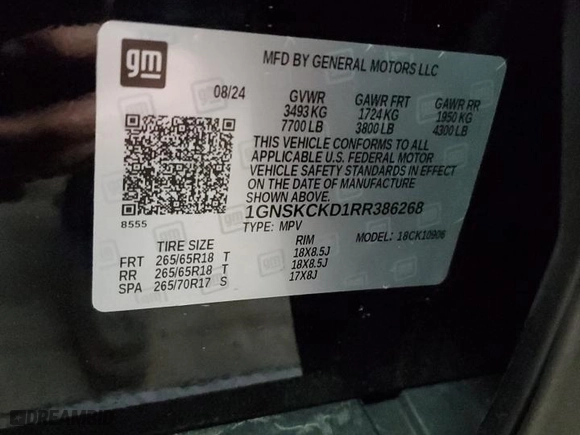 gm
MFD BY GENERAL MOTORS LLC
08/24 GVWR GAWR FRT GAWR RR
3493 KG 1724 KG 1950 KG
7700 LB 3800 LB 4300 LB
THIS VEHICLE CONFORMS TO ALL
APPLICABLE U.S. FEDERAL MOTOR
VEHICLE SAFETY STANDARDS IN EFFECT
ON THE DATE OF MANUFACTURE
SHOWN ABOVE.
8555 1GNSKCKD1RR386268
TYPE: MPV MODEL: 18CK10906
TIRE SIZE RIM
FRT 265/65R18 T 18X8.5J
RR 265/65R18 T 18X8.5J
SPA 265/70R17 S 17X8J
DREAMBID